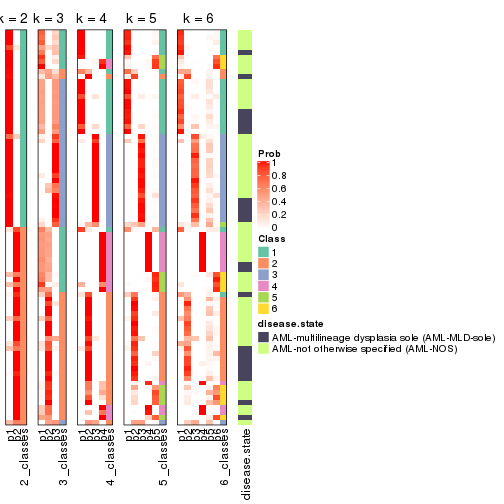 k = 2 k = 3 k = 4 k = 5 k = 6
Prob
1
0.8
0.6
0.4
0.2
0
Class
1
2
3
4
5
6
disease.state
AML-multilineage dysplasia sole (AML-MLD-sole)
AML-not otherwise specified (AML-NOS)
p1 p2 2_classes p1 p2 p3 3_classes p1 p2 p3 p4 4_classes p1 p2 p3 p4 p5 5_classes p1 p2 p3 p4 p5 p6 6_classes disease.state